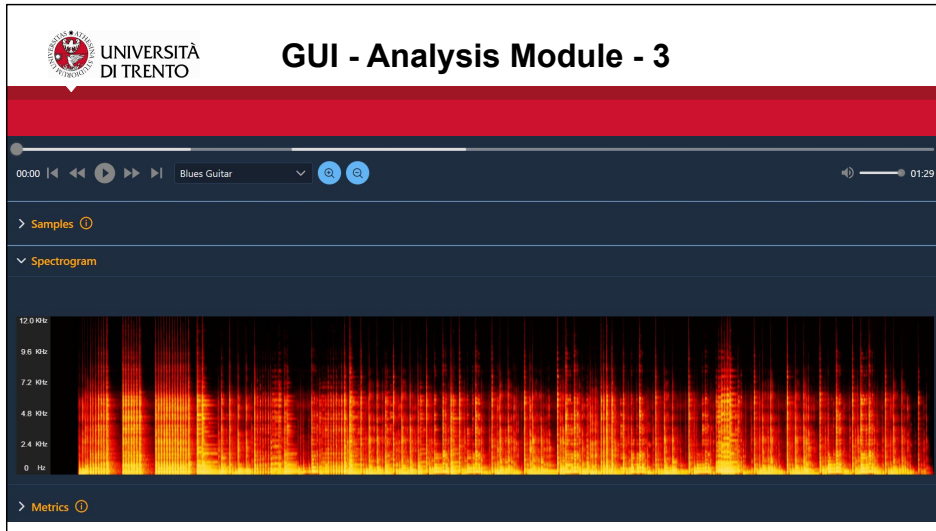 UNIVERSITÀ
DI TRENTO
GUI - Analysis Module - 3
00:00
Blues Guitar
01:29
Samples
Spectrogram
12.0 KHz
9.6 KHz
7.2 KHz
4.8 KHz
2.4 KHz
0 Hz
Metrics